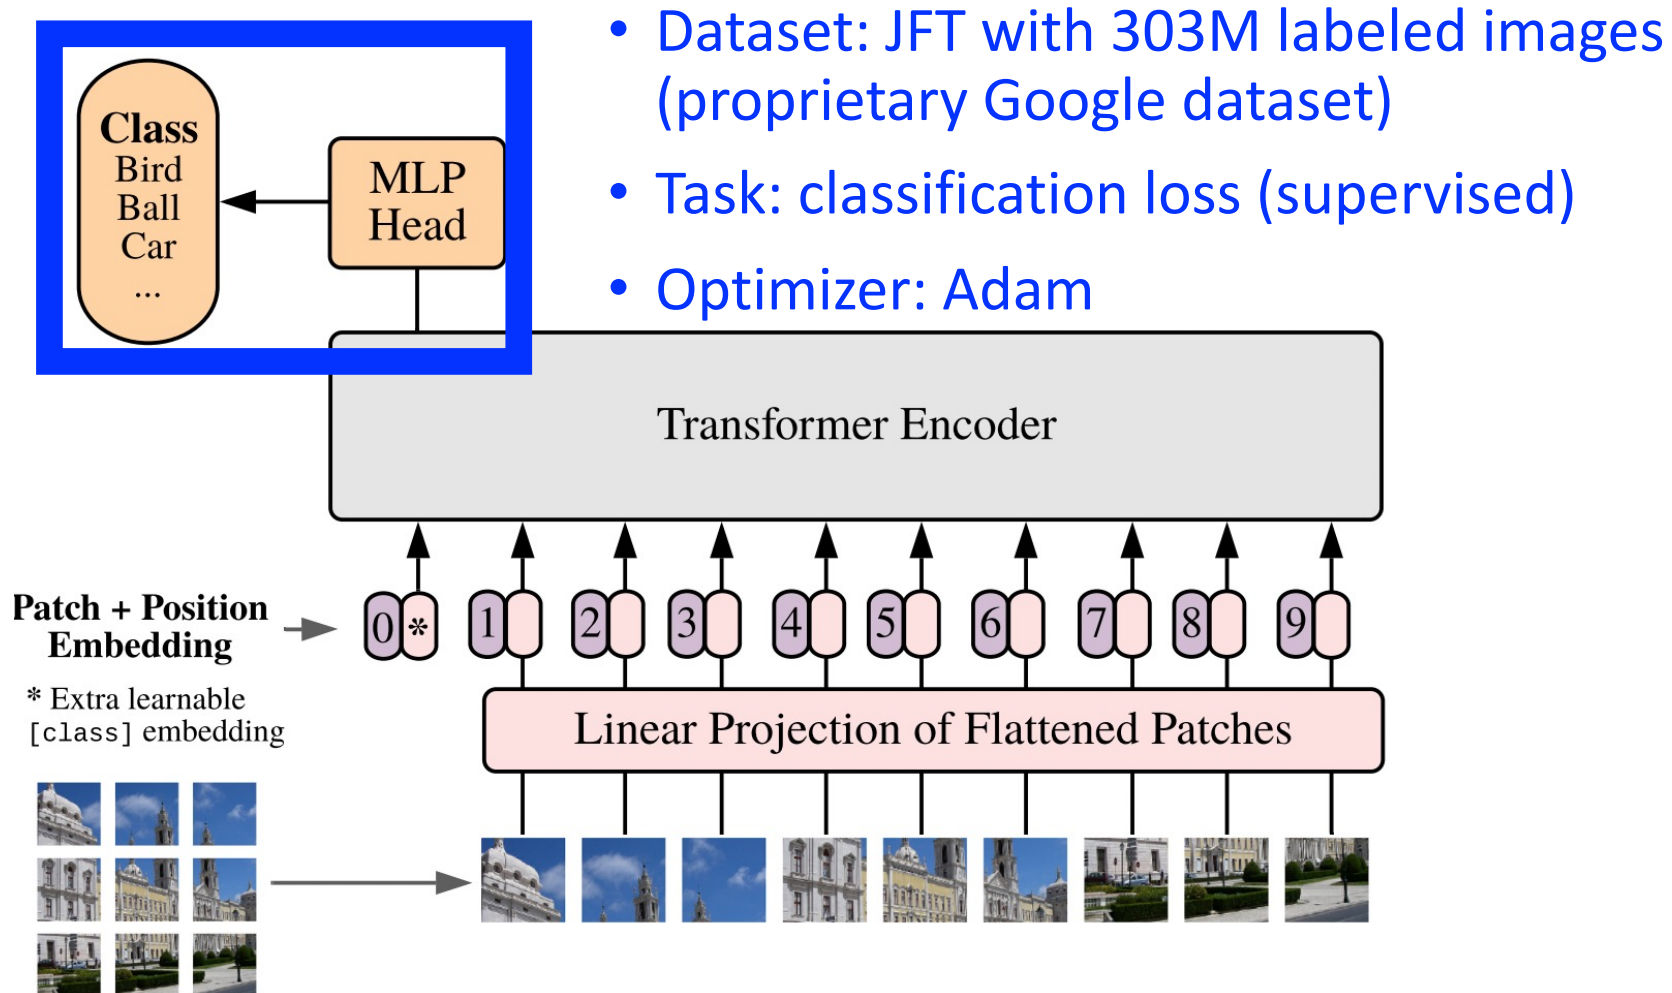 • Dataset: JFT with 303M labeled images
(proprietary Google dataset)
• Task: classification loss (supervised)
• Optimizer: Adam
Class
Bird
Ball
Car
...
MLP
Head
Transformer Encoder
Patch + Position
Embedding
0 * 1 2 3 4 5 6 7 8 9
* Extra learnable
[class] embedding
Linear Projection of Flattened Patches